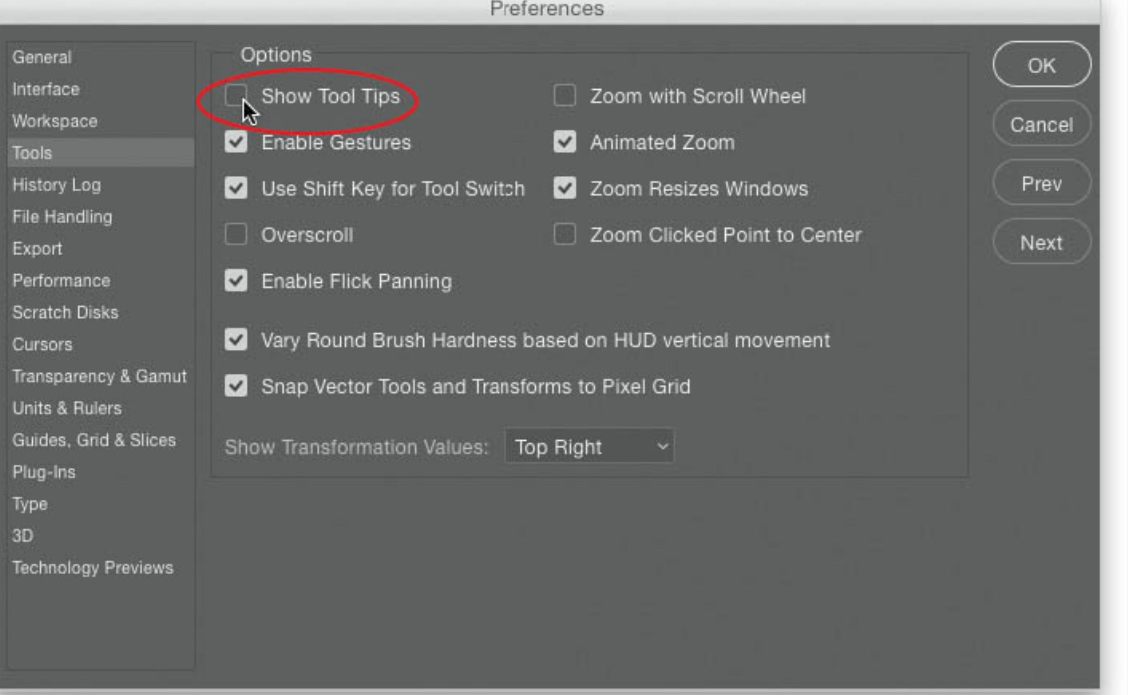 Preferences
General
Interface
Workspace
Tools
History Log
File Handling
Export
Performance
Scratch Disks
Cursors
Transparency & Gamut
Units & Rulers
Guides, Grid & Slices
Plug-Ins
Type
3D
Technology Previews
Options
Show Tool Tips
Enable Gestures
Use Shift Key for Tool Switch
Overscroll
Enable Flick Panning
Zoom with Scroll Wheel
Animated Zoom
Zoom Resizes Windows
Zoom Clicked Point to Center
Vary Round Brush Hardness based on HUD vertical movement
Snap Vector Tools and Transforms to Pixel Grid
Show Transformation Values: Top Right
OK
Cancel
Prev
Next